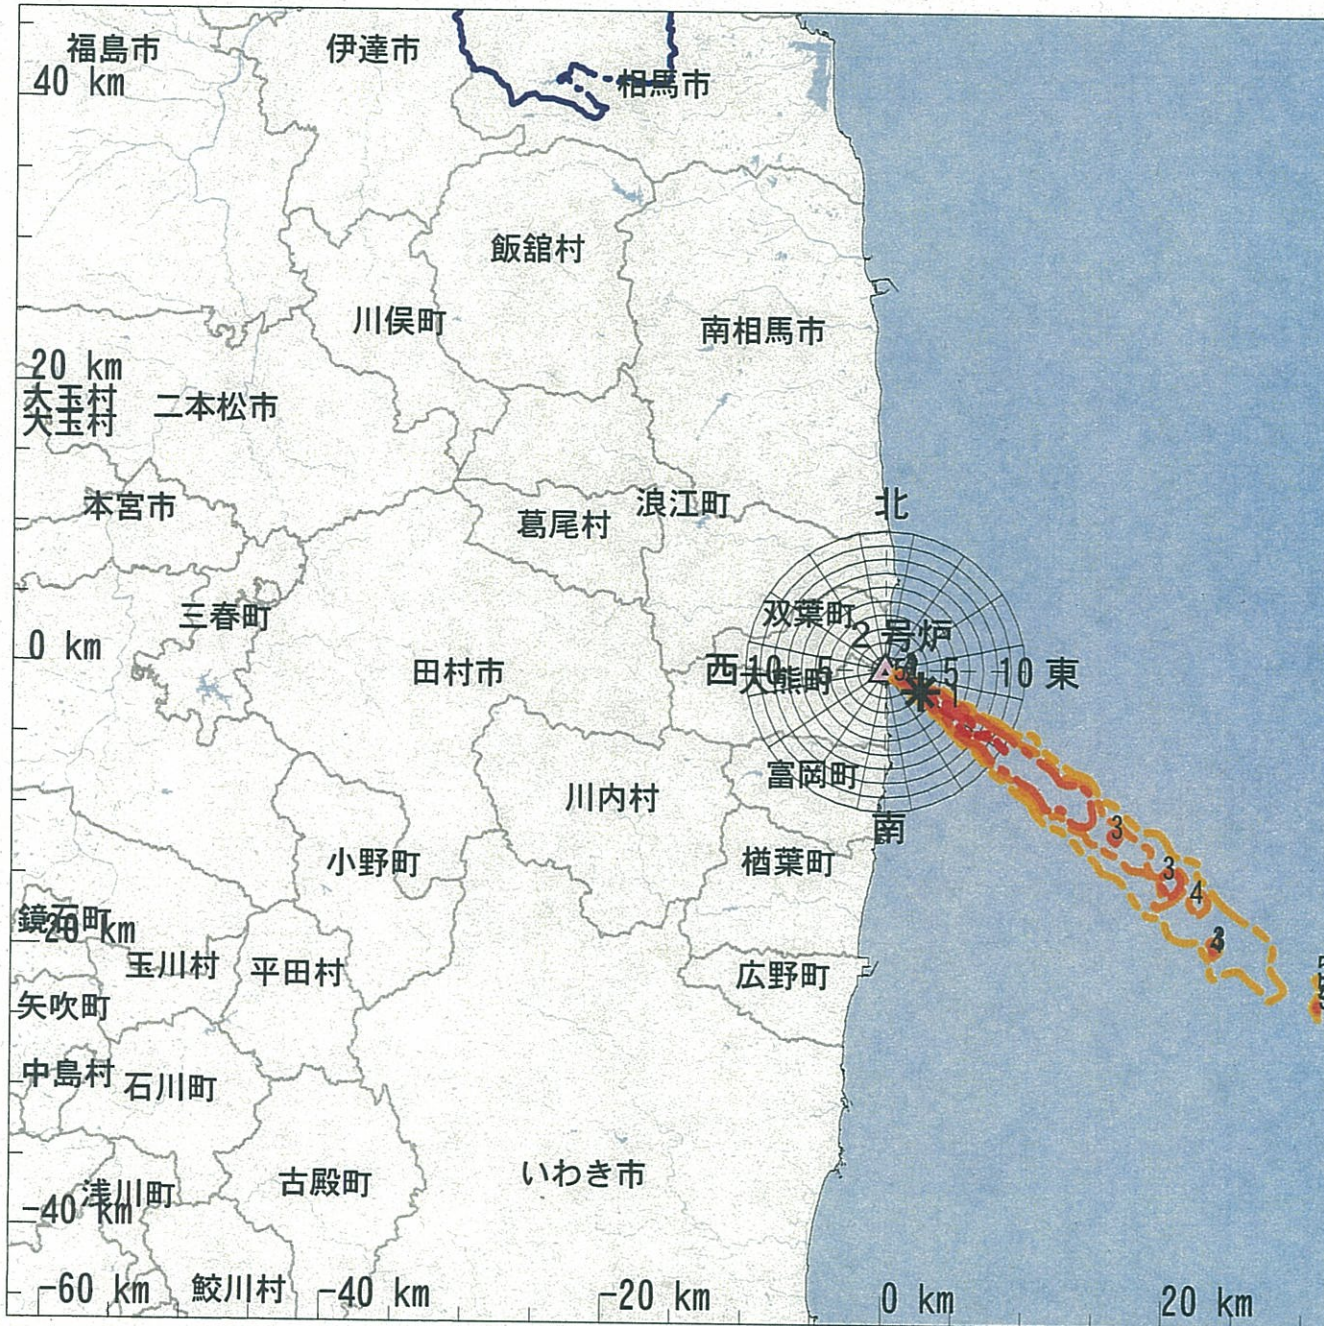 福島市
伊達市
40 km
相馬市
飯舘村
川俣町
南相馬市
20 km
大玉村
大玉村
二本松市
本宮市
葛尾村
浪江町
北
三春町
双葉町
2号炉
0 km
田村市
西
10
5
大熊町
5
10
東
1
富岡町
川内村
南
3
小野町
楢葉町
3
4
鏡石町
-20 km
玉川村
平田村
広野町
矢吹町
中島村
石川町
いわき市
古殿町
浅川町
-40 km
-60 km
鮫川村
-40 km
-20 km
0 km
20 km